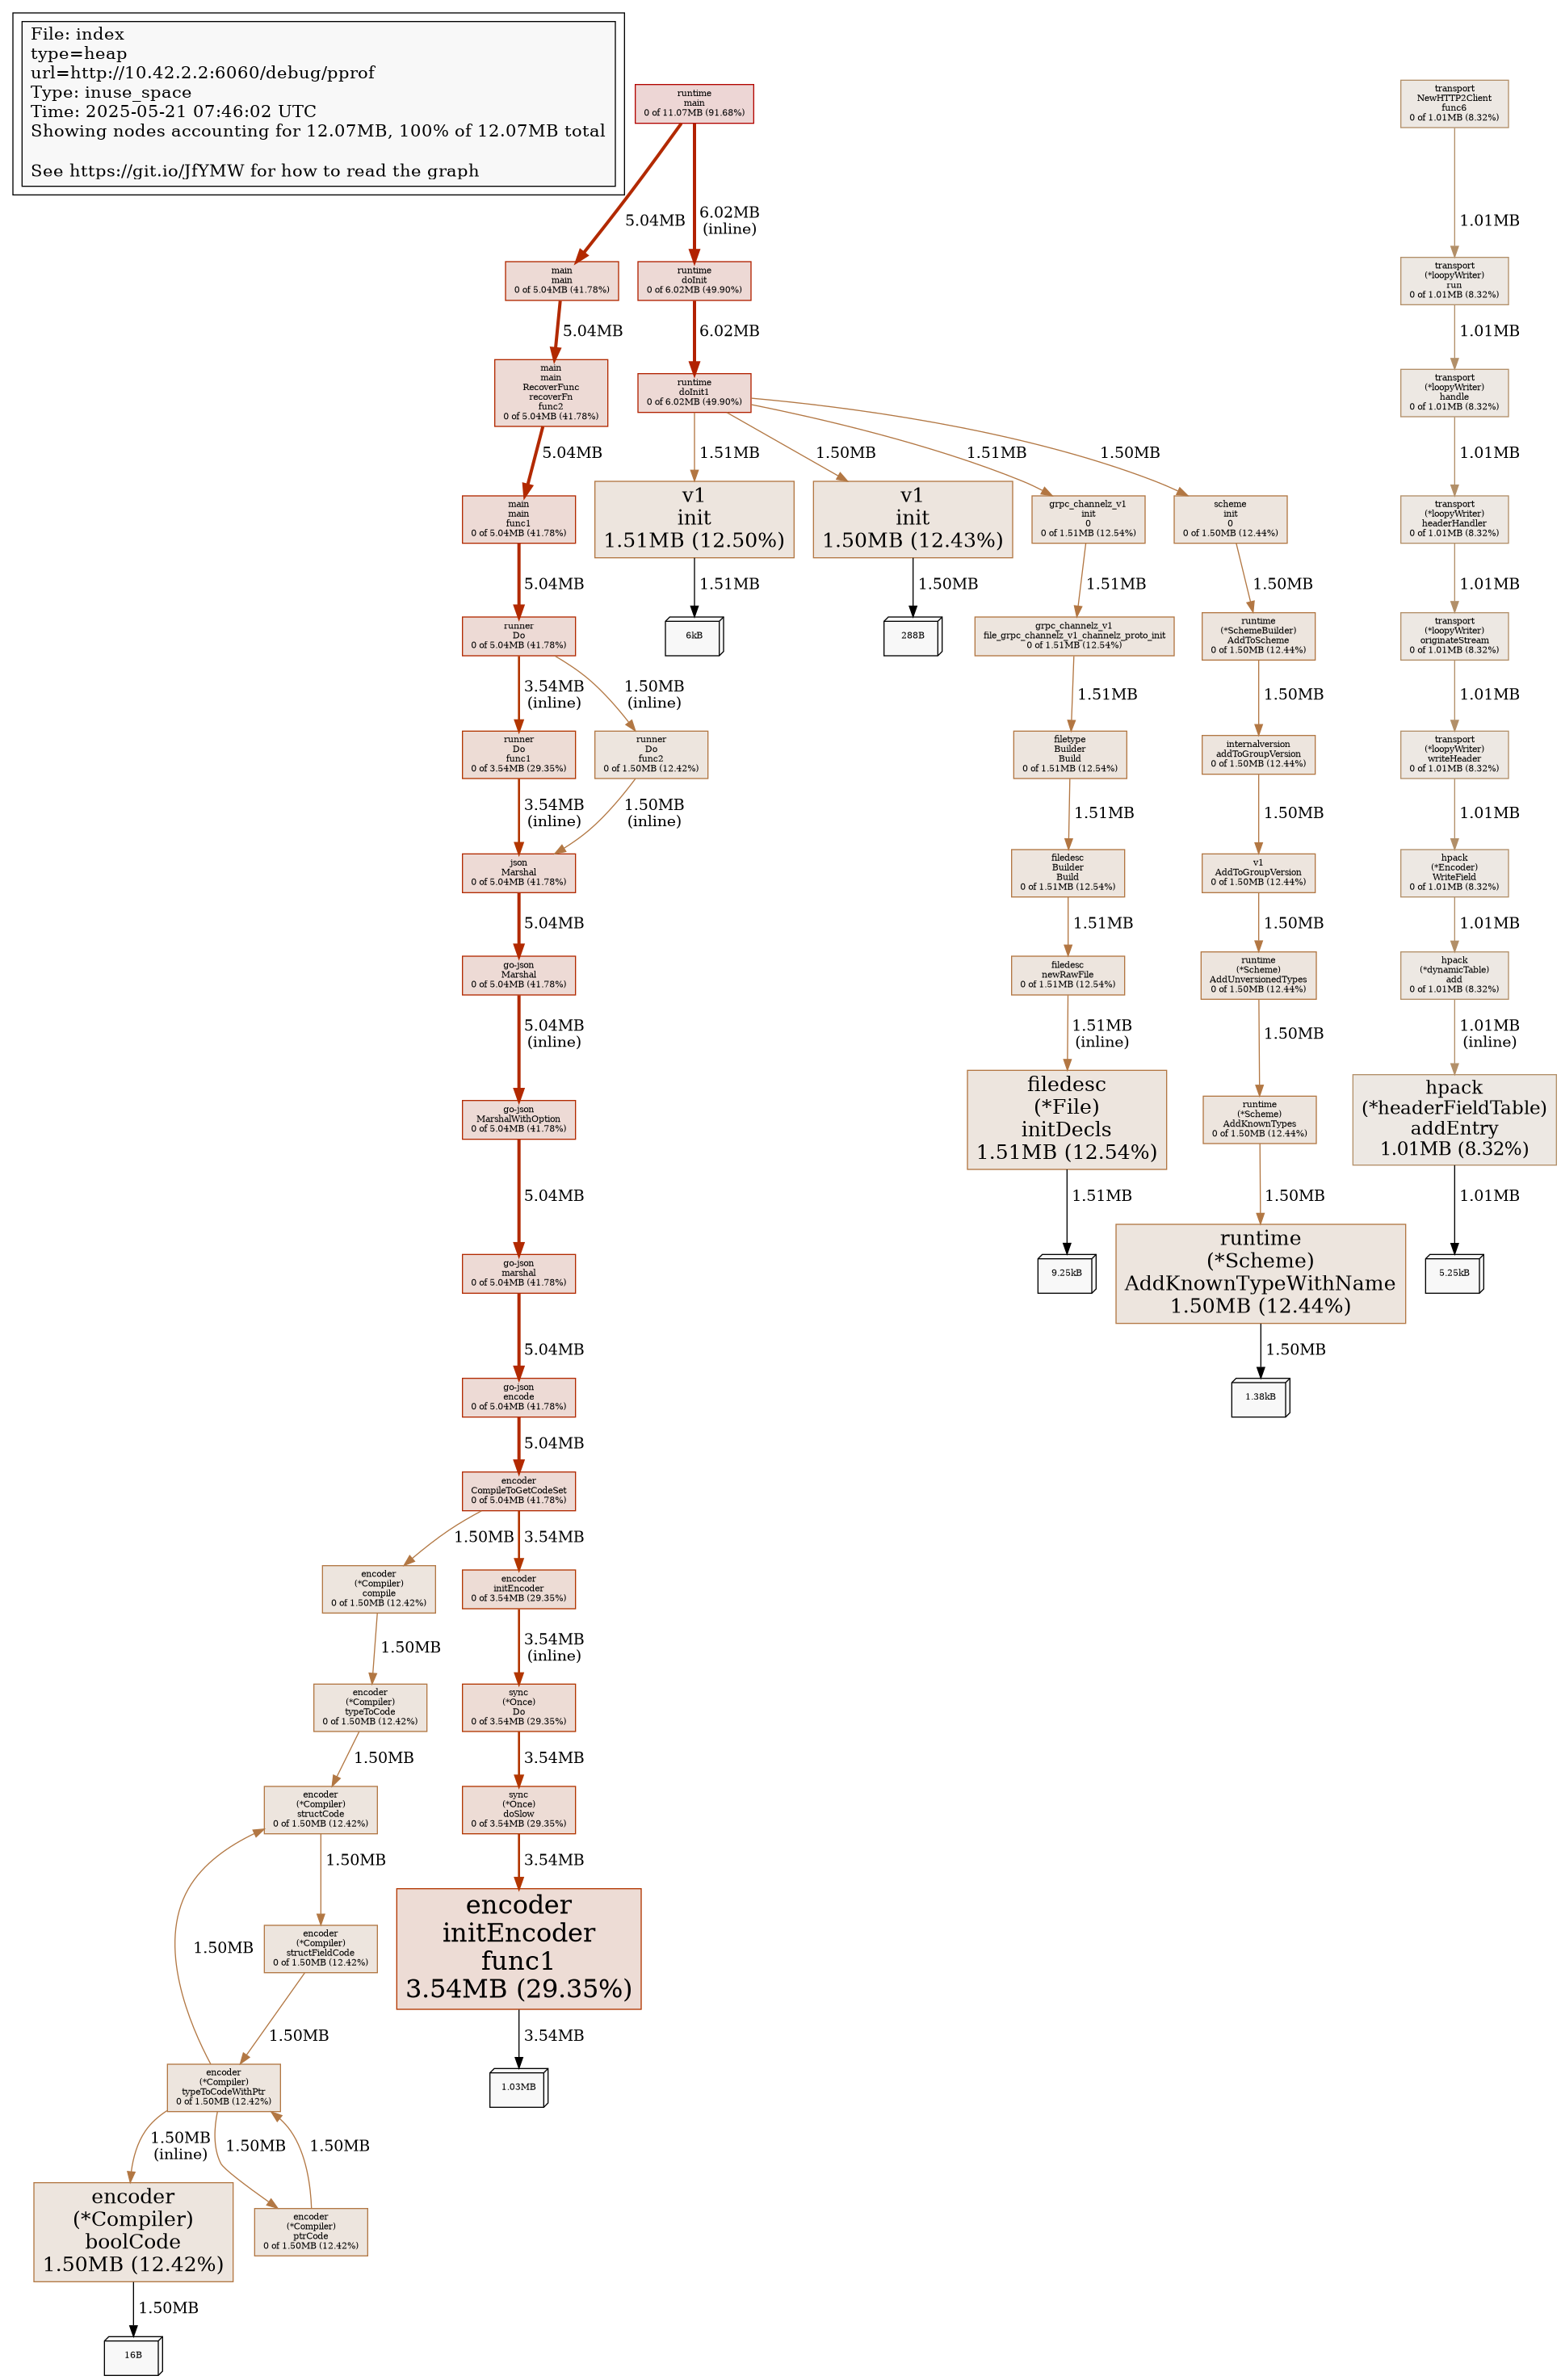 File: index
type=heap
url=http://10.42.2.2:6060/debug/pprof
Type: inuse_space
Time: 2025-05-21 07:46:02 UTC
Showing nodes accounting for 12.07MB, 100% of 12.07MB total
See https://git.io/JfYMW for how to read the graph
runtime
main
0 of 11.07MB (91.68%)
transport
NewHTTP2Client
func6
0 of 1.01MB (8.32%)
5.04MB
6.02MB
(inline)
1.01MB
main
main
0 of 5.04MB (41.78%)
runtime
doInit
0 of 6.02MB (49.90%)
transport
(*loopyWriter)
run
0 of 1.01MB (8.32%)
5.04MB
6.02MB
1.01MB
main
main
RecoverFunc
recoverFn
func2
0 of 5.04MB (41.78%)
runtime
doInit1
0 of 6.02MB (49.90%)
transport
(*loopyWriter)
handle
0 of 1.01MB (8.32%)
5.04MB
1.51MB
1.50MB
1.51MB
1.50MB
1.01MB
main
main
func1
0 of 5.04MB (41.78%)
v1
init
1.51MB (12.50%)
v1
init
1.50MB (12.43%)
grpc_channelz_v1
init
0
0 of 1.51MB (12.54%)
scheme
init
0
0 of 1.50MB (12.44%)
transport
(*loopyWriter)
headerHandler
0 of 1.01MB (8.32%)
5.04MB
1.51MB
1.50MB
1.51MB
1.50MB
1.01MB
runner
Do
0 of 5.04MB (41.78%)
6kB
288B
grpc_channelz_v1
file_grpc_channelz_v1_channelz_proto_init
0 of 1.51MB (12.54%)
runtime
(*SchemeBuilder)
AddToScheme
0 of 1.50MB (12.44%)
transport
(*loopyWriter)
originateStream
0 of 1.01MB (8.32%)
3.54MB
(inline)
1.50MB
(inline)
1.51MB
1.50MB
1.01MB
runner
Do
func1
0 of 3.54MB (29.35%)
runner
Do
func2
0 of 1.50MB (12.42%)
filetype
Builder
Build
0 of 1.51MB (12.54%)
internalversion
addToGroupVersion
0 of 1.50MB (12.44%)
transport
(*loopyWriter)
writeHeader
0 of 1.01MB (8.32%)
3.54MB
(inline)
1.50MB
(inline)
1.51MB
1.50MB
1.01MB
json
Marshal
0 of 5.04MB (41.78%)
filedesc
Builder
Build
0 of 1.51MB (12.54%)
v1
AddToGroupVersion
0 of 1.50MB (12.44%)
hpack
(*Encoder)
WriteField
0 of 1.01MB (8.32%)
5.04MB
1.51MB
1.50MB
1.01MB
go-json
Marshal
0 of 5.04MB (41.78%)
filedesc
newRawFile
0 of 1.51MB (12.54%)
runtime
(*Scheme)
AddUnversionedTypes
0 of 1.50MB (12.44%)
hpack
(*dynamicTable)
add
0 of 1.01MB (8.32%)
5.04MB
(inline)
1.51MB
(inline)
1.50MB
1.01MB
(inline)
go-json
MarshalWithOption
0 of 5.04MB (41.78%)
filedesc
(*File)
initDecls
1.51MB (12.54%)
runtime
(*Scheme)
AddKnownTypes
0 of 1.50MB (12.44%)
hpack
(*headerFieldTable)
addEntry
1.01MB (8.32%)
5.04MB
1.51MB
1.50MB
1.01MB
go-json
marshal
0 of 5.04MB (41.78%)
9.25kB
runtime
(*Scheme)
AddKnownTypeWithName
1.50MB (12.44%)
5.25kB
5.04MB
1.50MB
go-json
encode
0 of 5.04MB (41.78%)
1.38kB
5.04MB
encoder
CompileToGetCodeSet
0 of 5.04MB (41.78%)
1.50MB
3.54MB
encoder
(*Compiler)
compile
0 of 1.50MB (12.42%)
encoder
initEncoder
0 of 3.54MB (29.35%)
1.50MB
3.54MB
(inline)
encoder
(*Compiler)
typeToCode
0 of 1.50MB (12.42%)
sync
(*Once)
Do
0 of 3.54MB (29.35%)
1.50MB
3.54MB
encoder
(*Compiler)
structCode
0 of 1.50MB (12.42%)
sync
(*Once)
doSlow
0 of 3.54MB (29.35%)
1.50MB
3.54MB
encoder
(*Compiler)
structFieldCode
0 of 1.50MB (12.42%)
encoder
initEncoder
func1
3.54MB (29.35%)
1.50MB
1.50MB
3.54MB
encoder
(*Compiler)
typeToCodeWithPtr
0 of 1.50MB (12.42%)
1.03MB
1.50MB
(inline)
1.50MB
1.50MB
encoder
(*Compiler)
boolCode
1.50MB (12.42%)
encoder
(*Compiler)
ptrCode
0 of 1.50MB (12.42%)
1.50MB
16B